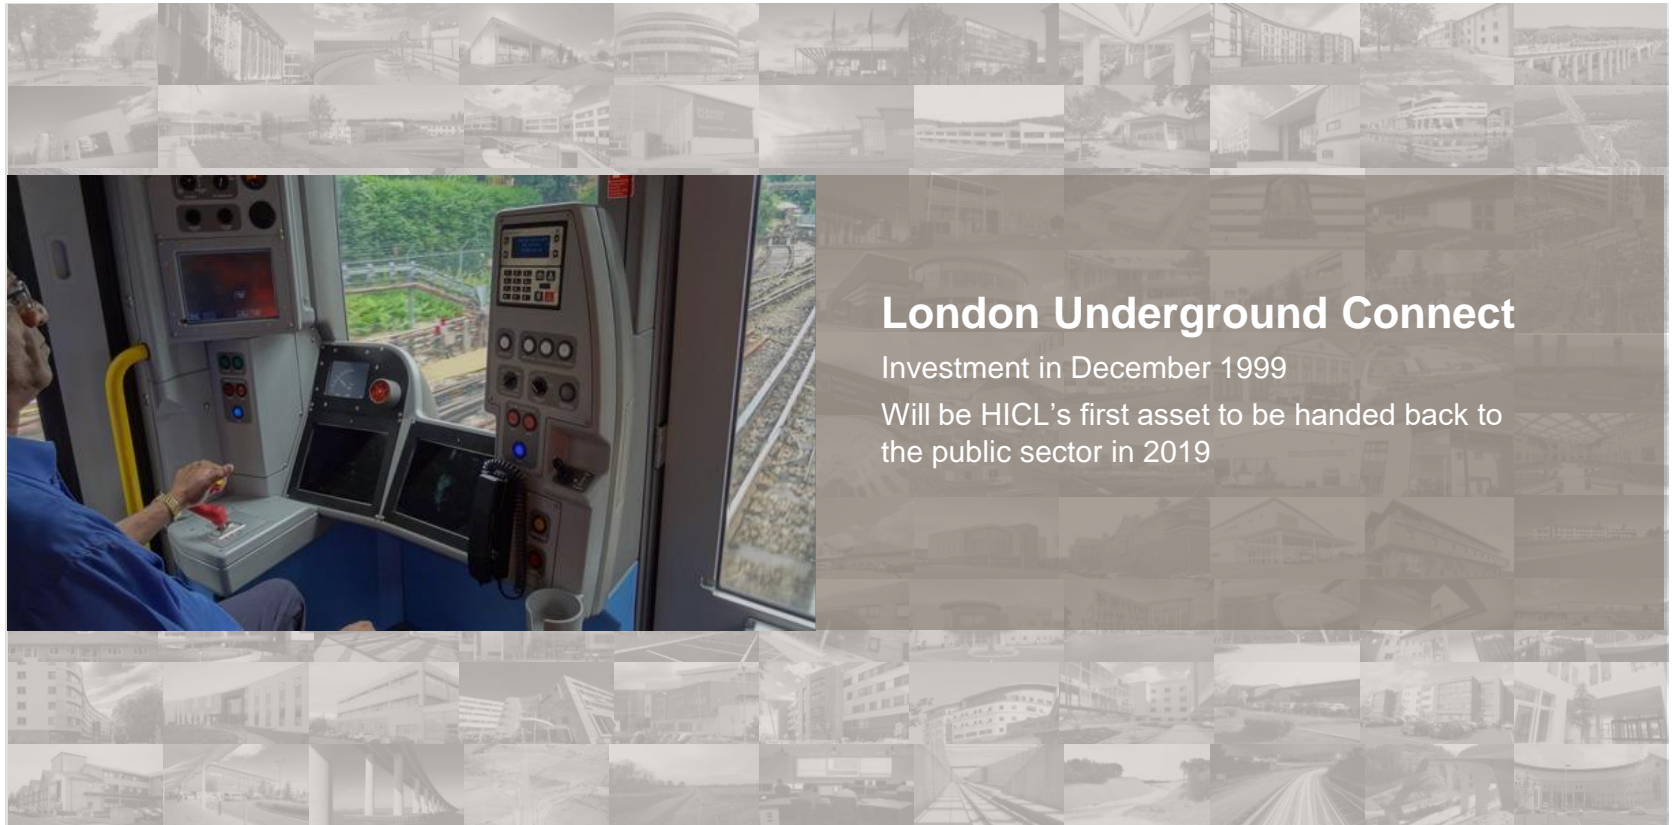 London Underground Connect
Investment in December 1999
Will be HICL’s first asset to be handed back to
the public sector in 2019